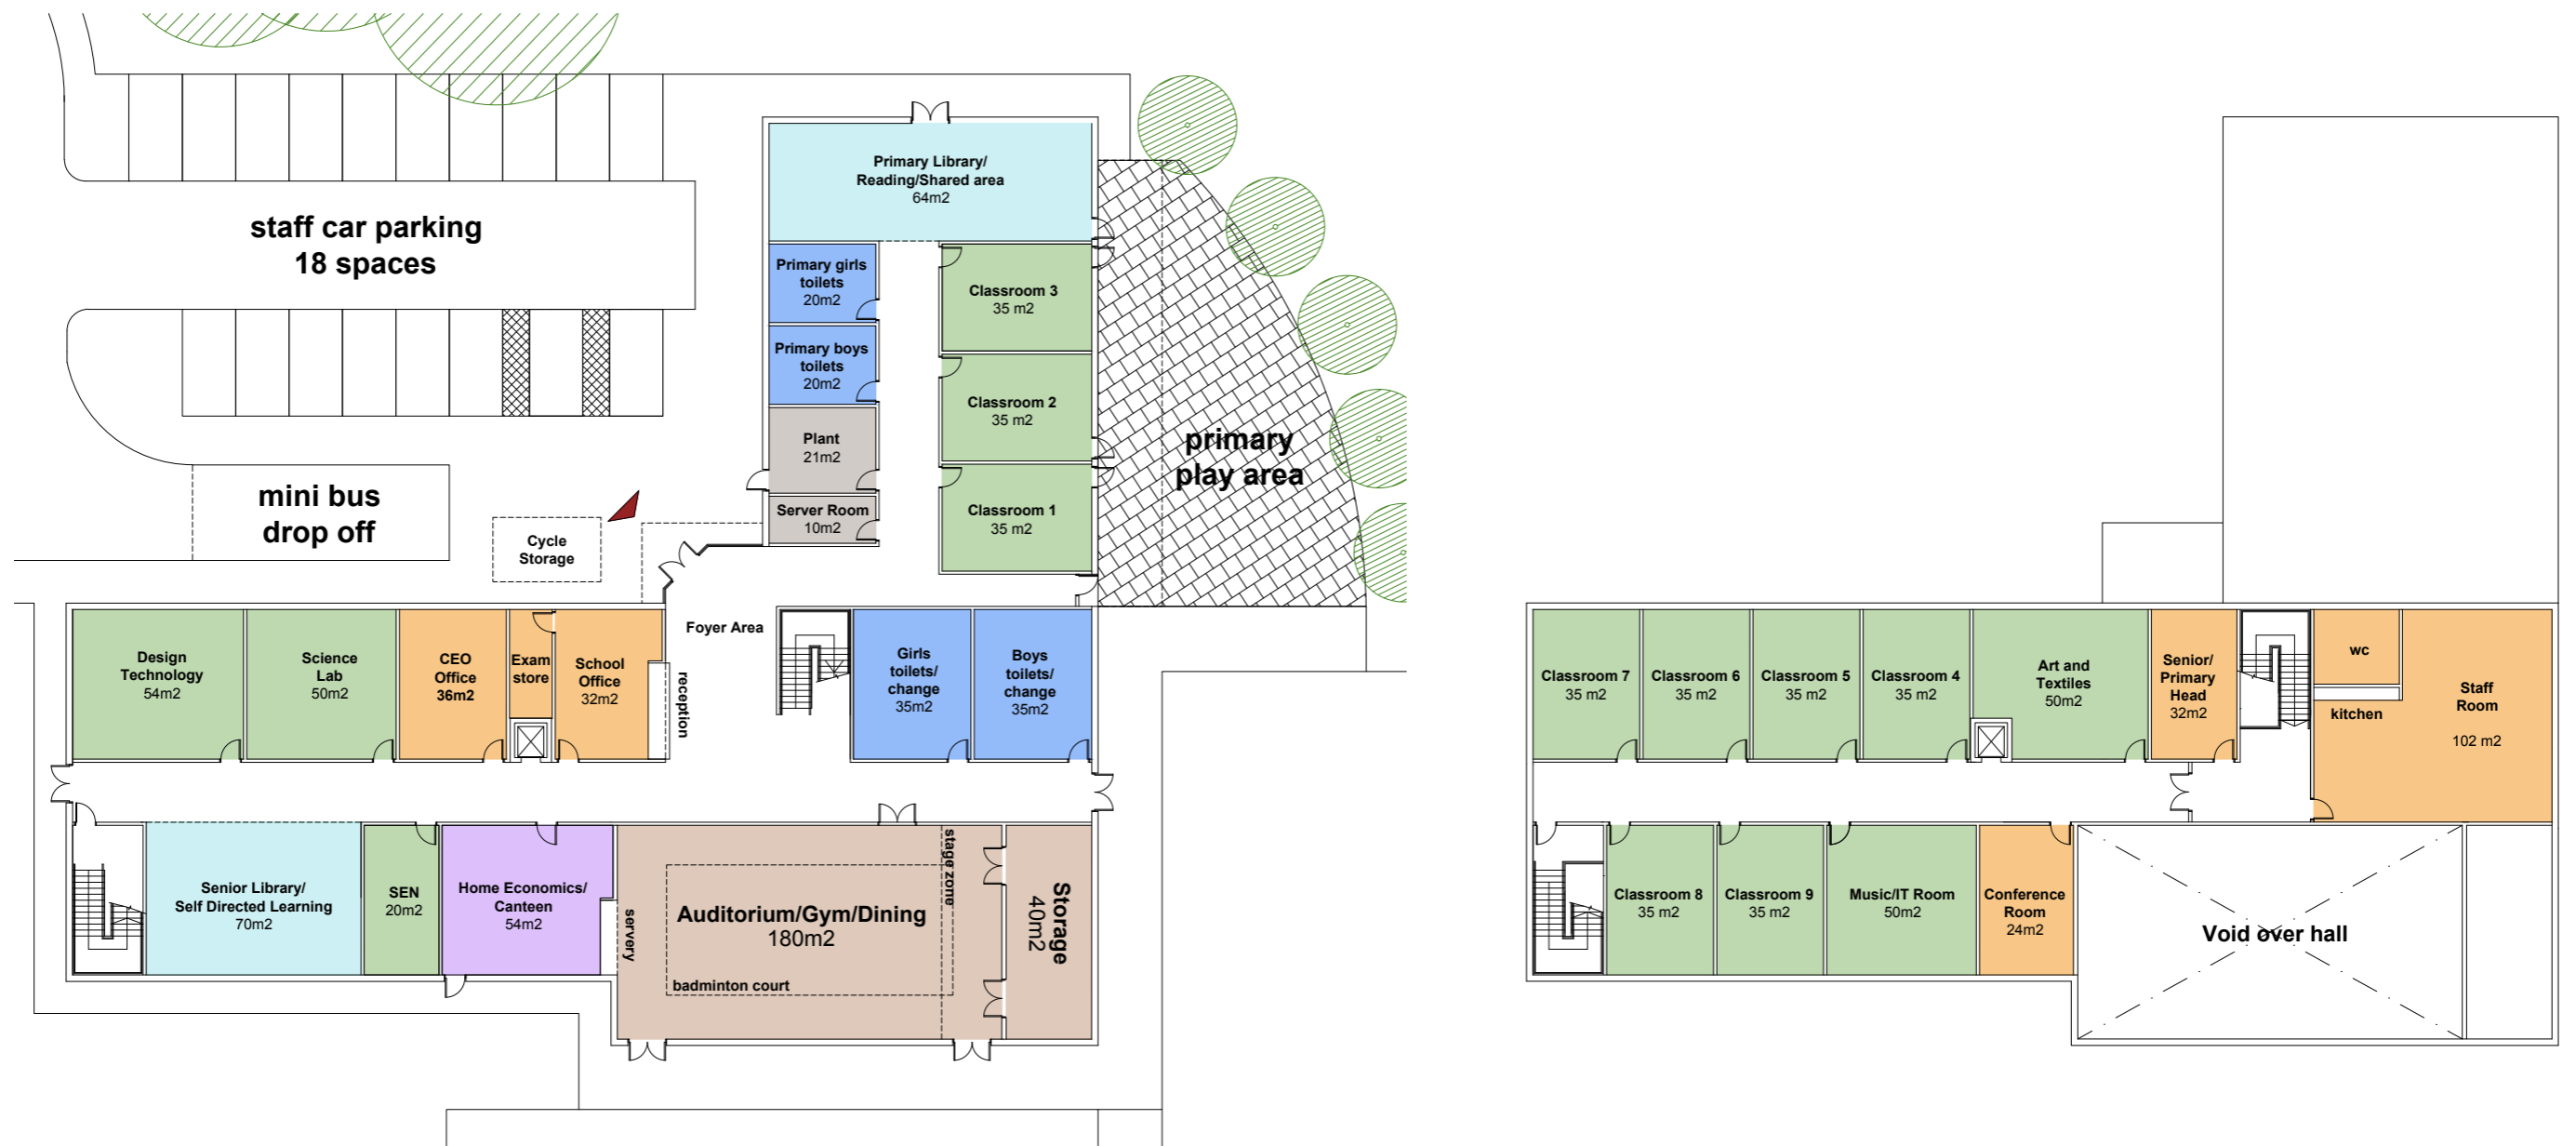 staff car parking
18 spaces
mini bus
drop off
Cycle
Storage
Primary Library/
Reading/Shared area
64m2
Primary girls
toilets
20m2
Primary boys
toilets
20m2
Plant
21m2
Server Room
10m2
Classroom 3
35 m2
Classroom 2
35 m2
Classroom 1
35 m2
primary
play area
Design
Technology
54m2
Science
Lab
50m2
CEO
Office
36m2
Exam
store
School
Office
32m2
reception
Foyer Area
Girls
toilets/
change
35m2
Boys
toilets/
change
35m2
Senior Library/
Self Directed Learning
70m2
SEN
20m2
Home Economics/
Canteen
54m2
servery
Auditorium/Gym/Dining
180m2
badminton court
stage zone
Storage
40m2
Classroom 7
35 m2
Classroom 6
35 m2
Classroom 5
35 m2
Classroom 4
35 m2
Art and
Textiles
50m2
Senior/
Primary
Head
32m2
wc
kitchen
Staff
Room
102 m2
Classroom 8
35 m2
Classroom 9
35 m2
Music/IT Room
50m2
Conference
Room
24m2
Void over hall